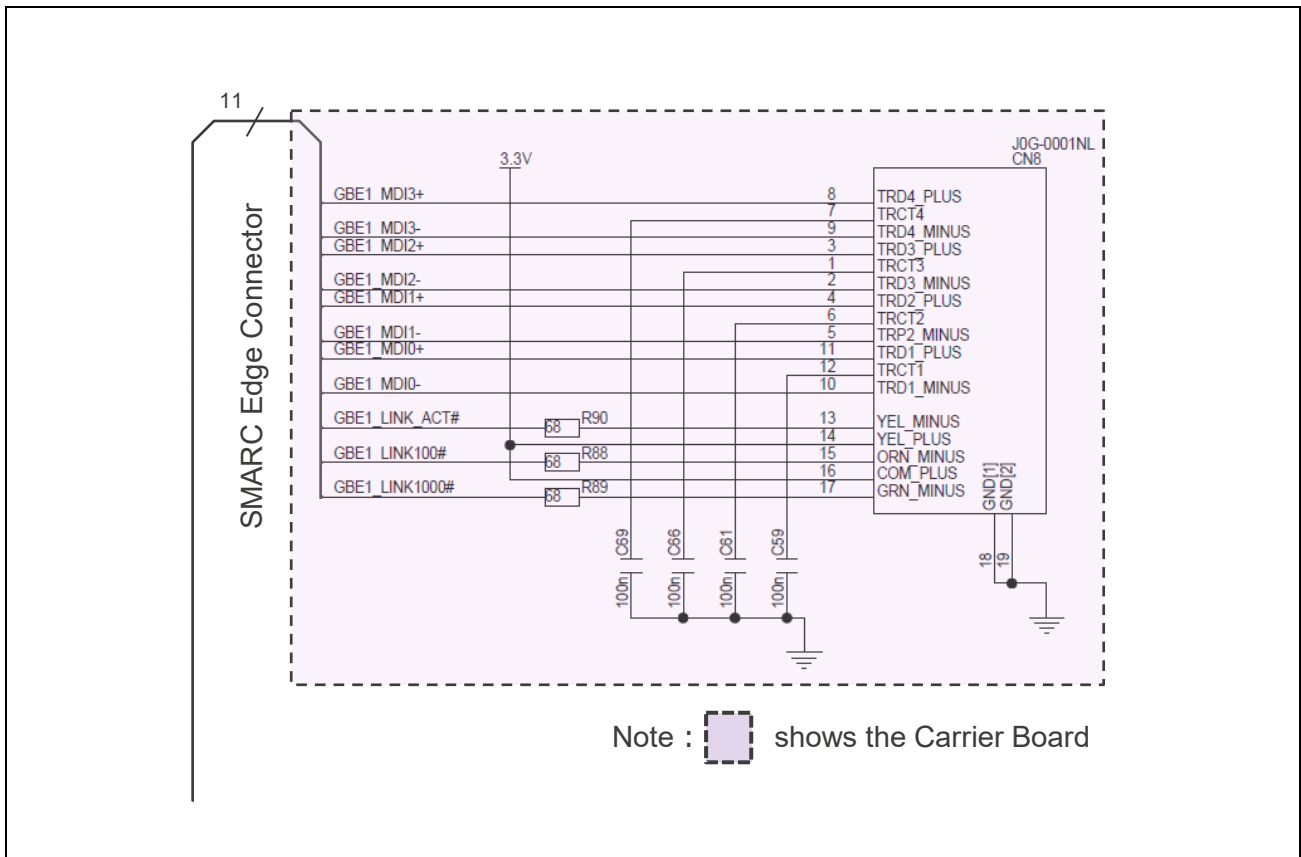 11
J0G-0001NL
CN8
3.3V
GBE1_MDI3+ 8 TRD4_PLUS
7 TRCT4
GBE1_MDI3- 9 TRD4_MINUS
GBE1_MDI2+ 3 TRD3_PLUS
1 TRCT3
GBE1_MDI2- 2 TRD3_MINUS
GBE1_MDI1+ 4 TRD2_PLUS
6 TRCT2
GBE1_MDI1- 5 TRP2_MINUS
GBE1_MDI0+ 11 TRD1_PLUS
12 TRCT1
GBE1_MDI0- 10 TRD1_MINUS
GBE1_LINK_ACT# 68 R90 13 YEL_MINUS
14 YEL_PLUS
GBE1_LINK100# 68 R88 15 ORN_MINUS
16 COM_PLUS
GBE1_LINK1000# 68 R89 17 GRN_MINUS
GND[1]
GND[2]
18
19
SMARC Edge Connector
C69
C66
C61
C59
100n
100n
100n
100n
Note : shows the Carrier Board